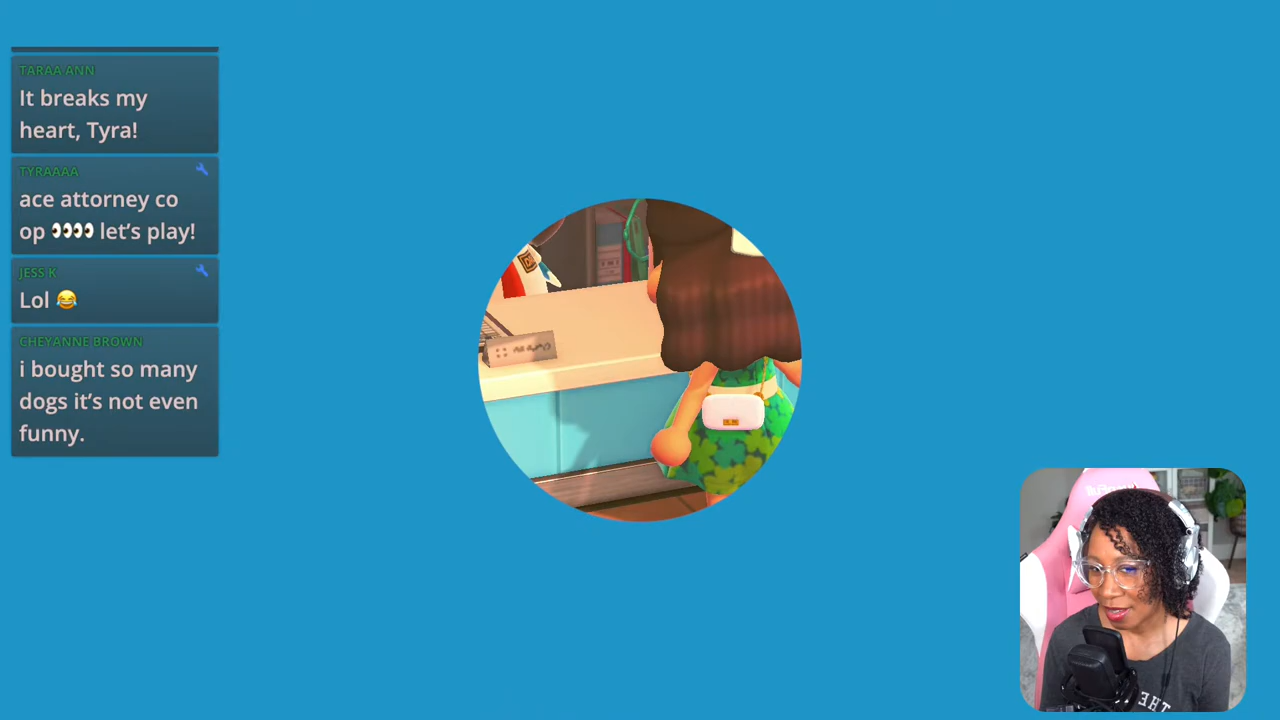 TARAA ANN
It breaks my
heart, Tyra!
TYRAAAA
ace attorney co
op 👀👀 let's play!
JESS K
Lol 😂
CHEYANNE BROWN
i bought so many
dogs it's not even
funny.
THE